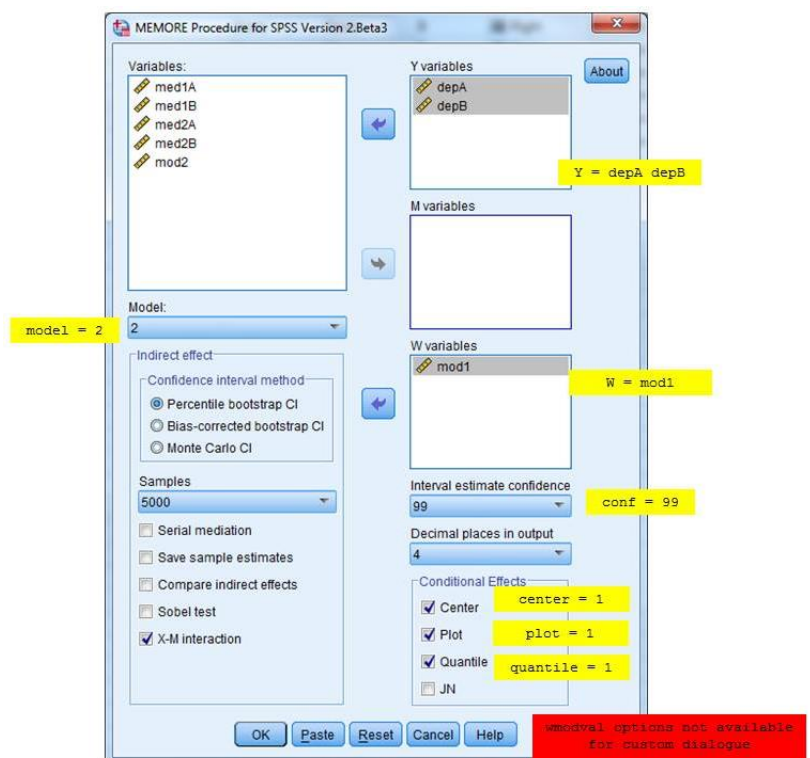 MEMORE Procedure for SPSS Version 2.Beta3
Variables:
med1A
med1B
med2A
med2B
mod2
Y variables
depA
depB
About
Y = depA depB
M variables
Model:
2
model = 2
W variables
mod1
W = mod1
Indirect effect
Confidence interval method
Percentile bootstrap CI
Bias-corrected bootstrap CI
Monte Carlo CI
Samples
5000
Serial mediation
Save sample estimates
Compare indirect effects
Sobel test
X-M interaction
Interval estimate confidence
99
conf = 99
Decimal places in output
4
Conditional Effects
Center
center = 1
Plot
plot = 1
Quantile
quantile = 1
JN
OK Paste Reset Cancel Help
wmodval options not available
for custom dialogue